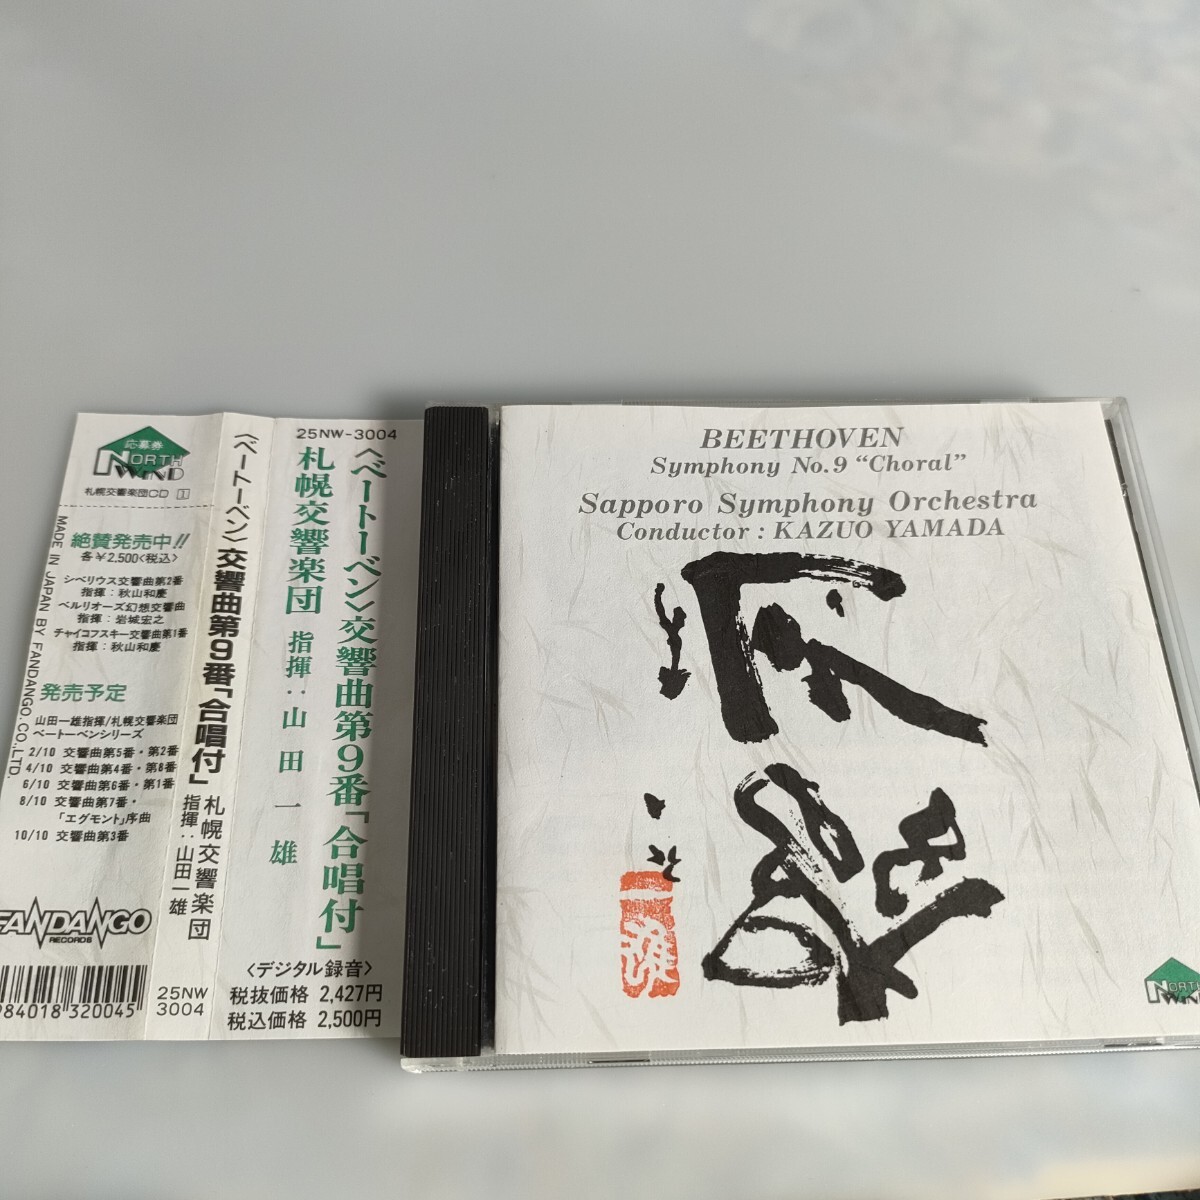 応募券
NORTH
WIND
札幌交響楽団CD 1
絶賛発売中!!
各¥2,500〈税込〉
シベリウス交響曲第2番
指揮：秋山和慶
ベルリオーズ幻想交響曲
指揮：岩城宏之
チャイコフスキー交響曲第1番
指揮：秋山和慶
発売予定
山田一雄指揮/札幌交響楽団
ベートーベンシリーズ
2/10 交響曲第5番・第2番
4/10 交響曲第4番・第8番
6/10 交響曲第6番・第1番
8/10 交響曲第7番・
「エグモント」序曲
10/10 交響曲第3番
MADE IN JAPAN BY FANDANGO.CO.,LTD.
FANDANGO
RECORDS
984018 320045
〈ベートーベン〉交響曲第9番「合唱付」
札幌交響楽団
指揮：山田一雄
25NW
3004
25NW-3004
〈ベートーベン〉交響曲第9番「合唱付」
札幌交響楽団 指揮：山田一雄
〈デジタル録音〉
税抜価格 2,427円
税込価格 2,500円
BEETHOVEN
Symphony No.9 “Choral”
Sapporo Symphony Orchestra
Conductor : KAZUO YAMADA
一雄
NORTH
WIND